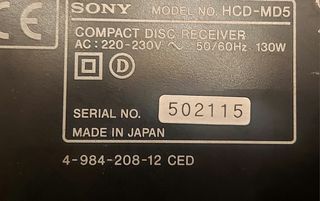 SONY MODEL NO. HCD-MD5
COMPACT DISC RECEIVER
AC: 220-230V ~ 50/60Hz 130W
D
SERIAL NO. 502115
MADE IN JAPAN
4-984-208-12 CED